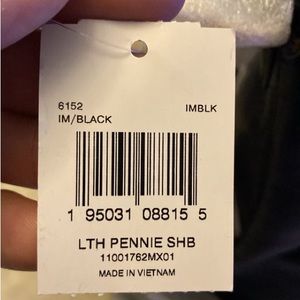 6152 IMBLK
IM/BLACK
1 95031 08815 5
LTH PENNIE SHB
11001762MX01
MADE IN VIETNAM